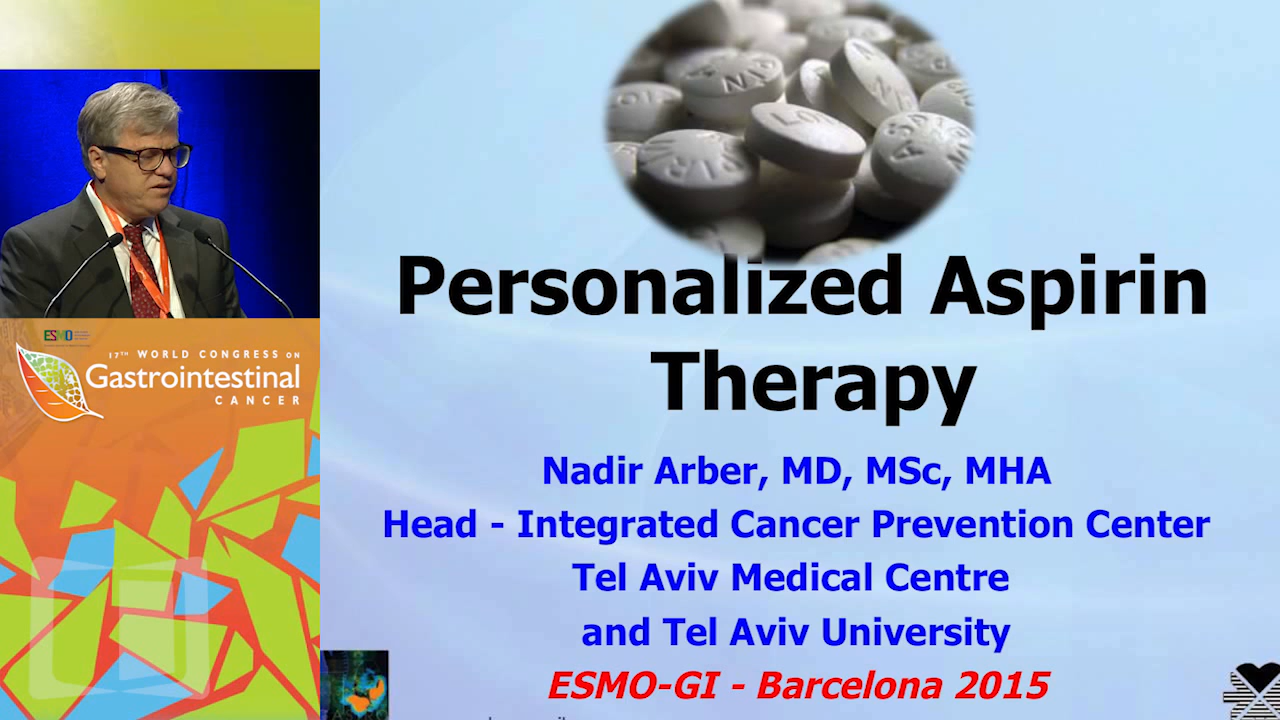 ESMO
17TH WORLD CONGRESS ON
Gastrointestinal
CANCER
Personalized Aspirin
Therapy
Nadir Arber, MD, MSc, MHA
Head - Integrated Cancer Prevention Center
Tel Aviv Medical Centre
and Tel Aviv University
ESMO-GI - Barcelona 2015